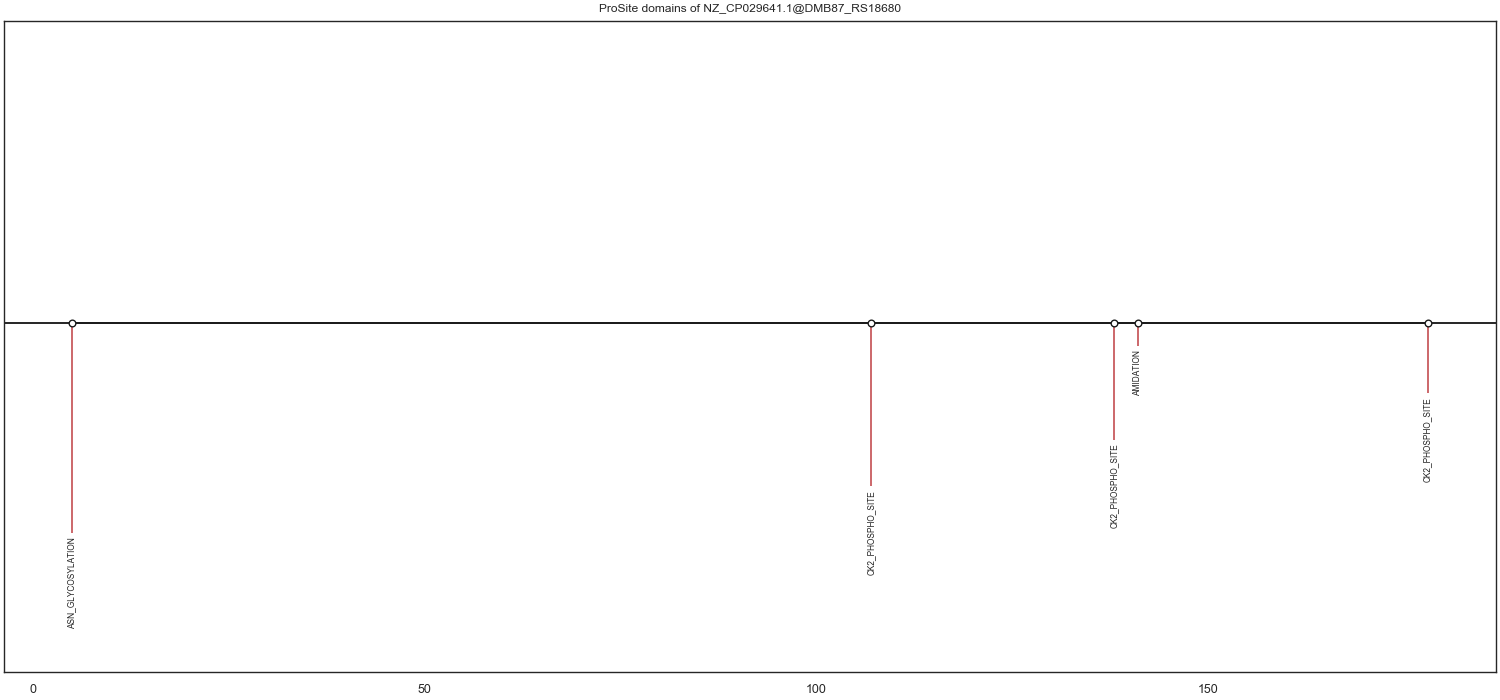 ProSite domains of NZ_CP029641.1@DMB87_RS18680
AMIDATION
CK2_PHOSPHO_SITE
CK2_PHOSPHO_SITE
CK2_PHOSPHO_SITE
ASN_GLYCOSYLATION
0 50 100 150